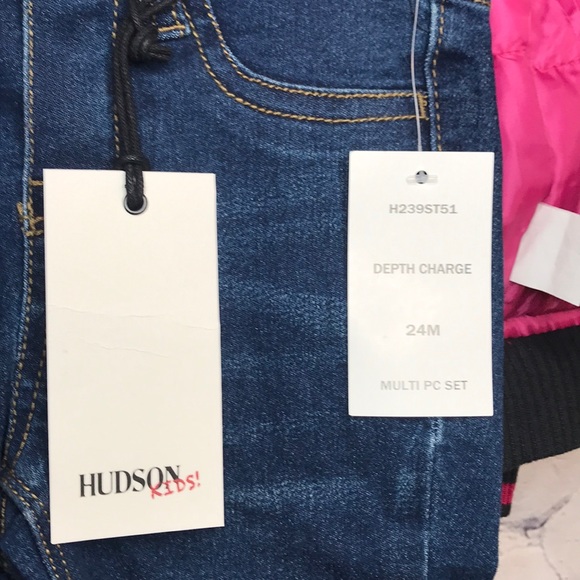 HUDSON
KIDS!
H239ST51
DEPTH CHARGE
24M
MULTI PC SET